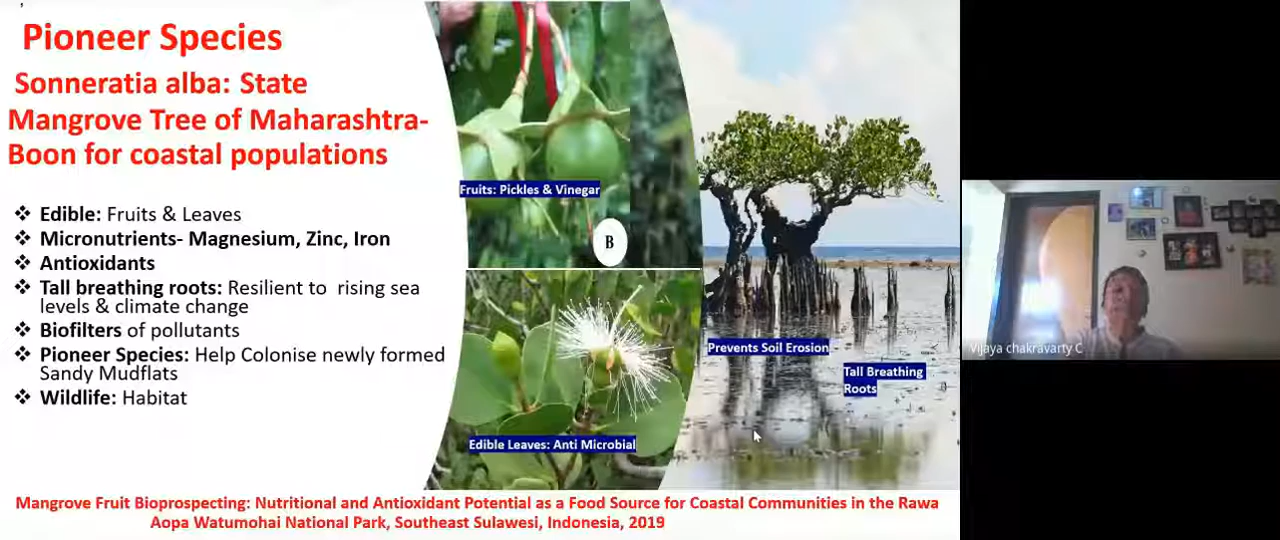 Pioneer Species
Sonneratia alba: State
Mangrove Tree of Maharashtra-
Boon for coastal populations
❖ Edible: Fruits & Leaves
❖ Micronutrients- Magnesium, Zinc, Iron
❖ Antioxidants
❖ Tall breathing roots: Resilient to rising sea
levels & climate change
❖ Biofilters of pollutants
❖ Pioneer Species: Help Colonise newly formed
Sandy Mudflats
❖ Wildlife: Habitat
Fruits: Pickles & Vinegar
B
Edible Leaves: Anti Microbial
Prevents Soil Erosion
Tall Breathing
Roots
Mangrove Fruit Bioprospecting: Nutritional and Antioxidant Potential as a Food Source for Coastal Communities in the Rawa
Aopa Watumohai National Park, Southeast Sulawesi, Indonesia, 2019
Vijaya chakravarty C